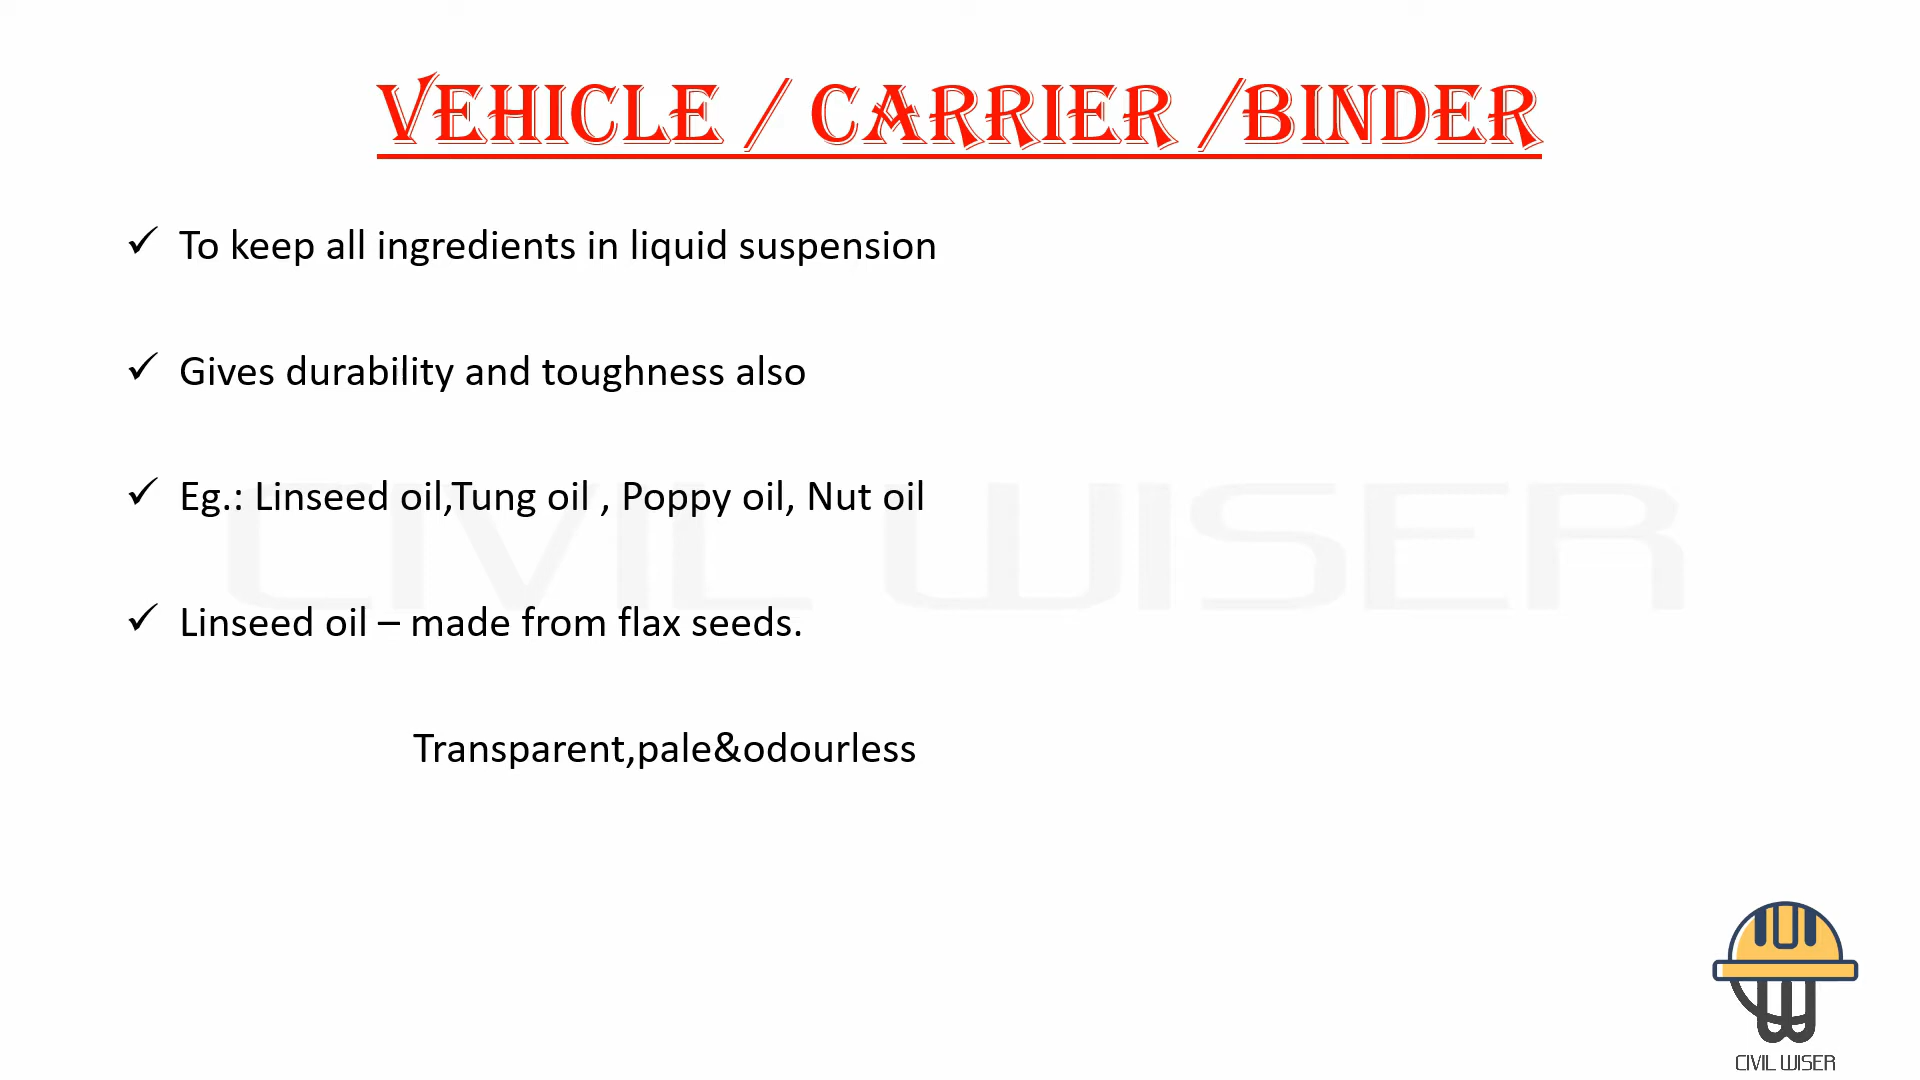 VEHICLE / CARRIER /BINDER
✓ To keep all ingredients in liquid suspension
✓ Gives durability and toughness also
✓ Eg.: Linseed oil,Tung oil , Poppy oil, Nut oil
CIVIL WISER
✓ Linseed oil – made from flax seeds.
Transparent,pale&odourless
CIVIL WISER